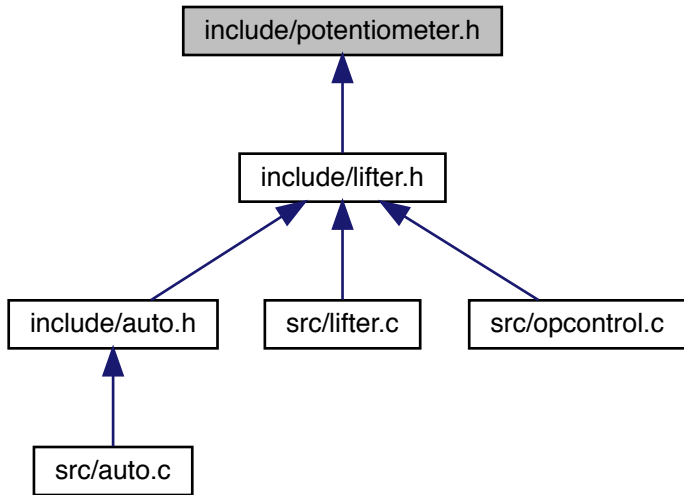 include/potentiometer.h
include/lifter.h
include/auto.h
src/lifter.c
src/opcontrol.c
src/auto.c